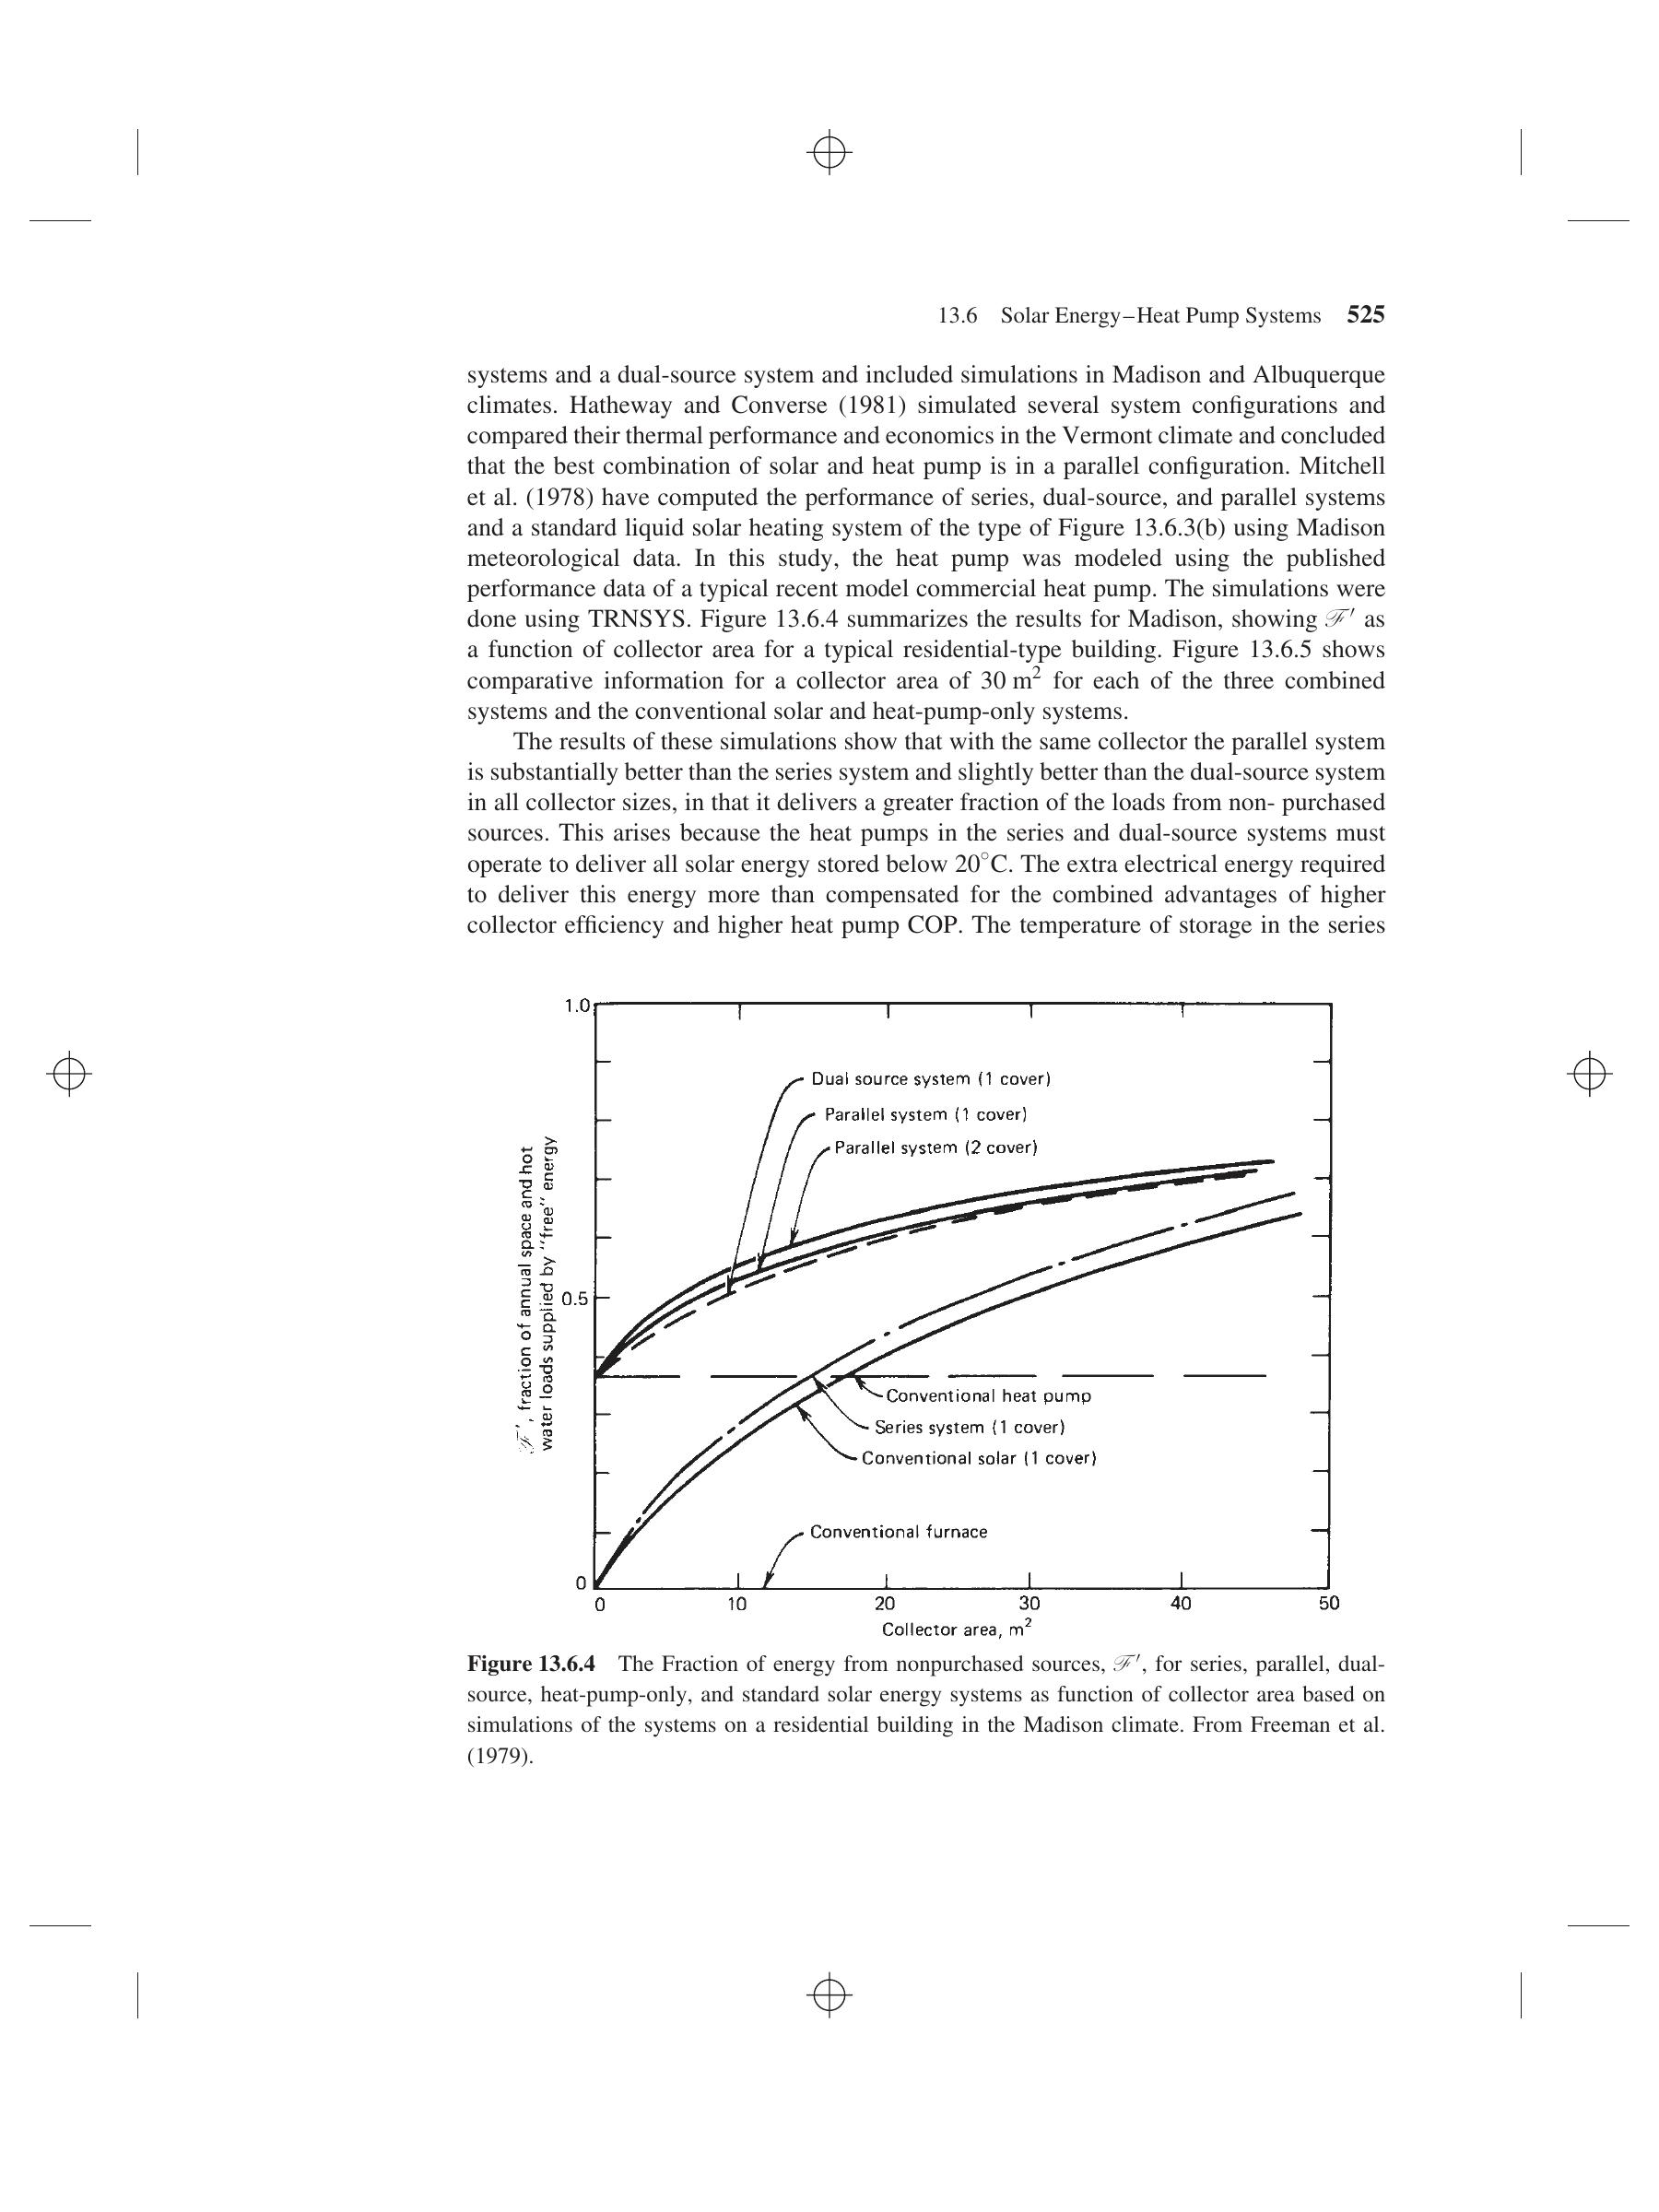 13.6 Solar Energy–Heat Pump Systems 525
systems and a dual-source system and included simulations in Madison and Albuquerque
climates. Hatheway and Converse (1981) simulated several system configurations and
compared their thermal performance and economics in the Vermont climate and concluded
that the best combination of solar and heat pump is in a parallel configuration. Mitchell
et al. (1978) have computed the performance of series, dual-source, and parallel systems
and a standard liquid solar heating system of the type of Figure 13.6.3(b) using Madison
meteorological data. In this study, the heat pump was modeled using the published
performance data of a typical recent model commercial heat pump. The simulations were
done using TRNSYS. Figure 13.6.4 summarizes the results for Madison, showing ℱ′ as
a function of collector area for a typical residential-type building. Figure 13.6.5 shows
comparative information for a collector area of 30 m² for each of the three combined
systems and the conventional solar and heat-pump-only systems.
The results of these simulations show that with the same collector the parallel system
is substantially better than the series system and slightly better than the dual-source system
in all collector sizes, in that it delivers a greater fraction of the loads from non- purchased
sources. This arises because the heat pumps in the series and dual-source systems must
operate to deliver all solar energy stored below 20°C. The extra electrical energy required
to deliver this energy more than compensated for the combined advantages of higher
collector efficiency and higher heat pump COP. The temperature of storage in the series
ℱ′, fraction of annual space and hot
water loads supplied by "free" energy
1.0
0.5
0
Dual source system (1 cover)
Parallel system (1 cover)
Parallel system (2 cover)
Conventional heat pump
Series system (1 cover)
Conventional solar (1 cover)
Conventional furnace
0 10 20 30 40 50
Collector area, m²
Figure 13.6.4 The Fraction of energy from nonpurchased sources, ℱ′, for series, parallel, dual-
source, heat-pump-only, and standard solar energy systems as function of collector area based on
simulations of the systems on a residential building in the Madison climate. From Freeman et al.
(1979).